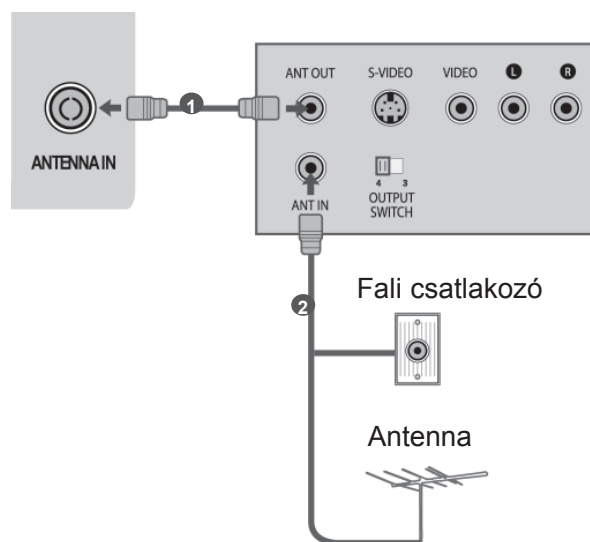 ANT OUT S-VIDEO VIDEO L R
1
ANTENNA IN
ANT IN
4 3
OUTPUT
SWITCH
2
Fali csatlakozó
Antenna